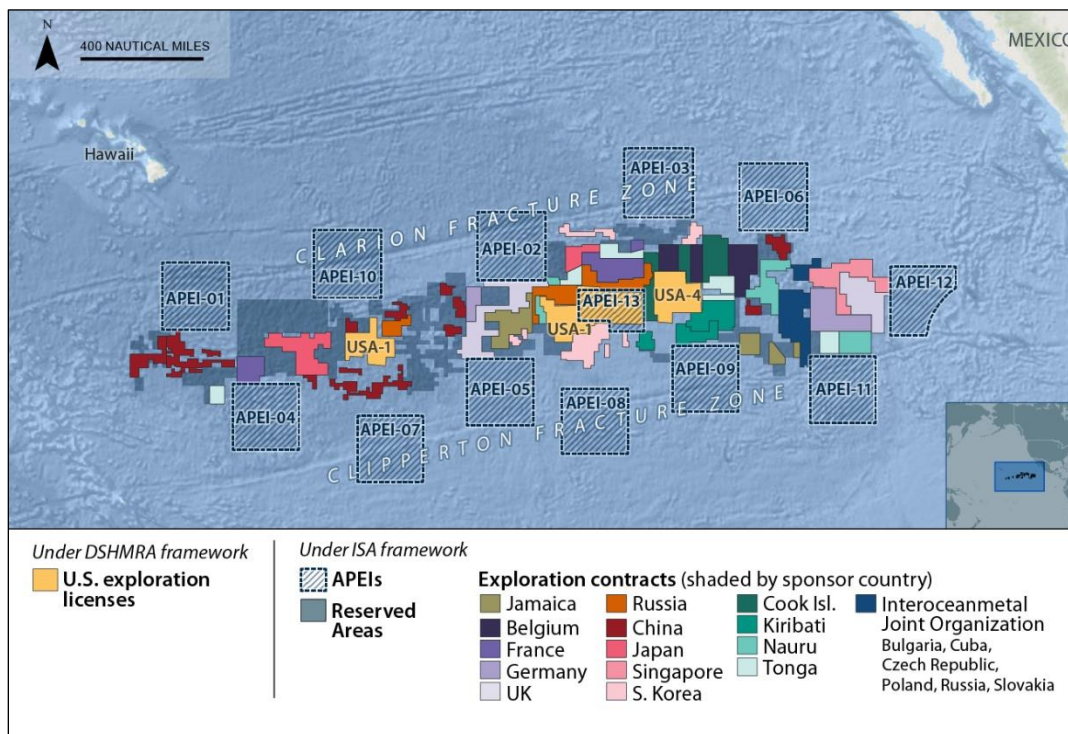 N
400 NAUTICAL MILES
MEXICO
Hawaii
APEI-03
APEI-06
CLARION FRACTURE ZONE
APEI-02
APEI-10
APEI-01
APEI-12
APEI-13
USA-4
USA-1
USA-1
APEI-04
APEI-05
APEI-09
APEI-11
APEI-08
APEI-07
CLIPPERTON FRACTURE ZONE
Under DSHMRA framework
U.S. exploration
licenses
Under ISA framework
APEIs
Reserved
Areas
Exploration contracts (shaded by sponsor country)
Jamaica
Belgium
France
Germany
UK
Russia
China
Japan
Singapore
S. Korea
Cook Isl.
Kiribati
Nauru
Tonga
Interoceanmetal
Joint Organization
Bulgaria, Cuba,
Czech Republic,
Poland, Russia, Slovakia